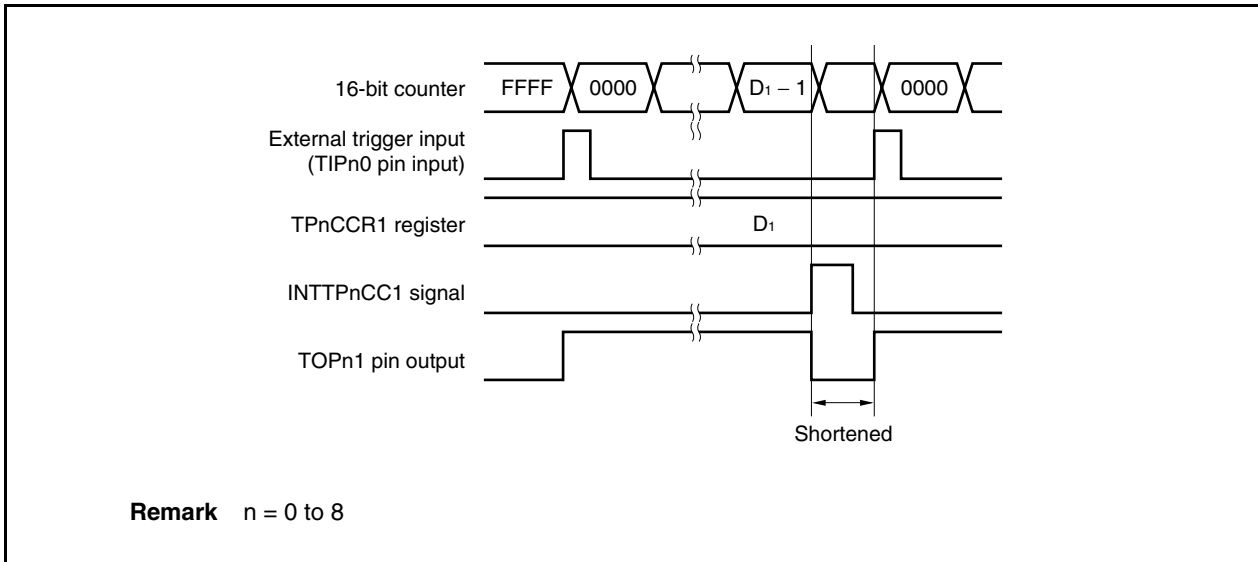 16-bit counter FFFF 0000 D₁ – 1 0000
External trigger input
(TIPn0 pin input)
TPnCCR1 register D₁
INTTPnCC1 signal
TOPn1 pin output
Shortened
Remark n = 0 to 8